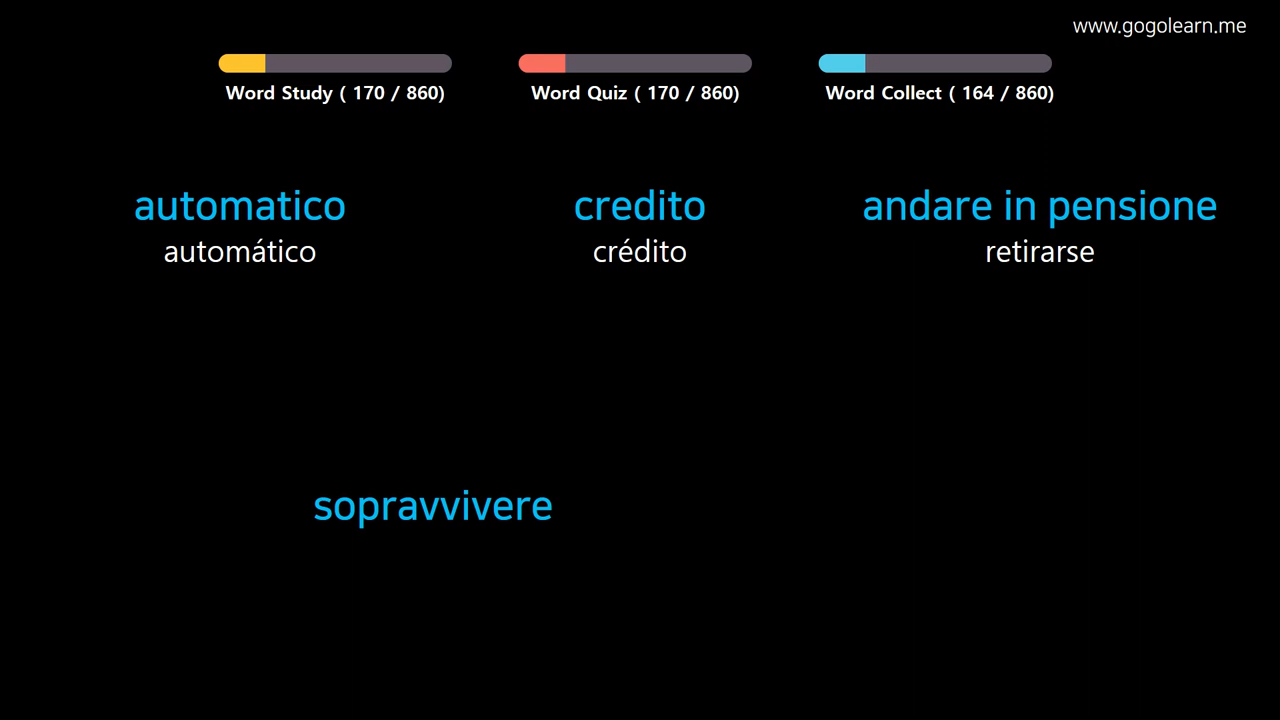 www.gogolearn.me
Word Study ( 170 / 860)
Word Quiz ( 170 / 860)
Word Collect ( 164 / 860)
automatico
automático
credito
crédito
andare in pensione
retirarse
sopravvivere